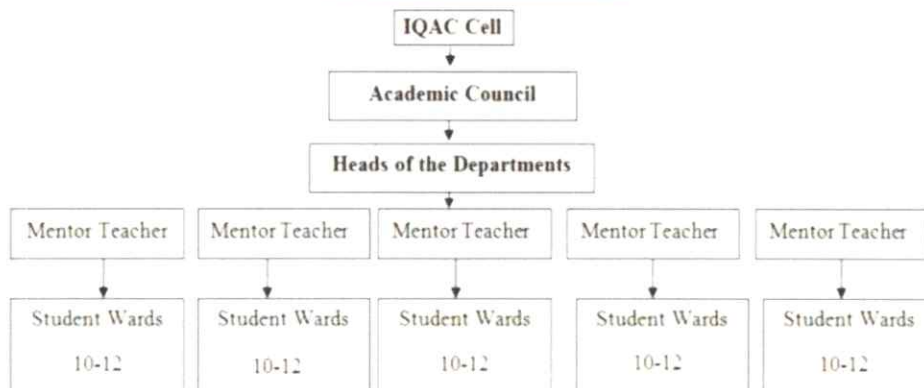 IQAC Cell
Academic Council
Heads of the Departments
Mentor Teacher Mentor Teacher Mentor Teacher Mentor Teacher Mentor Teacher
Student Wards Student Wards Student Wards Student Wards Student Wards
10-12 10-12 10-12 10-12 10-12